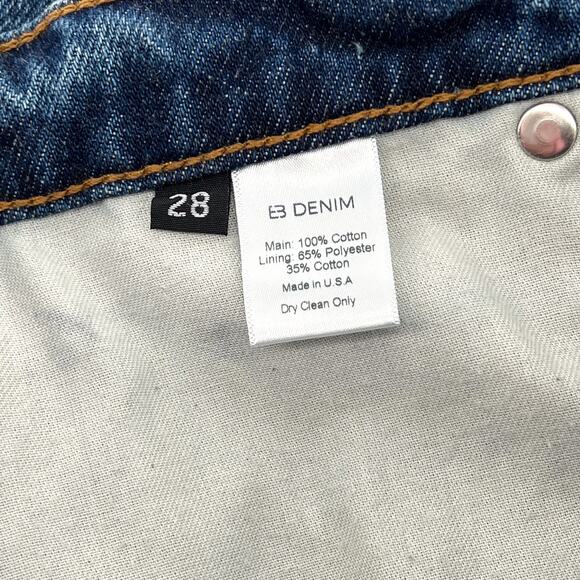 28
EB DENIM
Main: 100% Cotton
Lining: 65% Polyester
35% Cotton
Made in U.S.A
Dry Clean Only